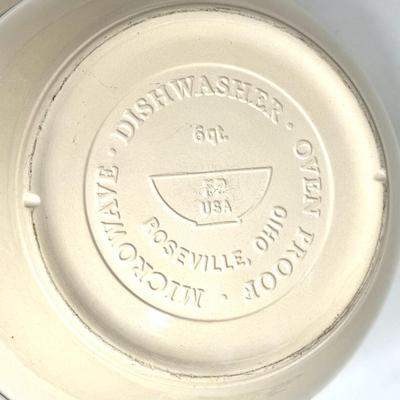 MICROWAVE · DISHWASHER · OVEN PROOF ·
6qt.
USA
ROSEVILLE, OHIO